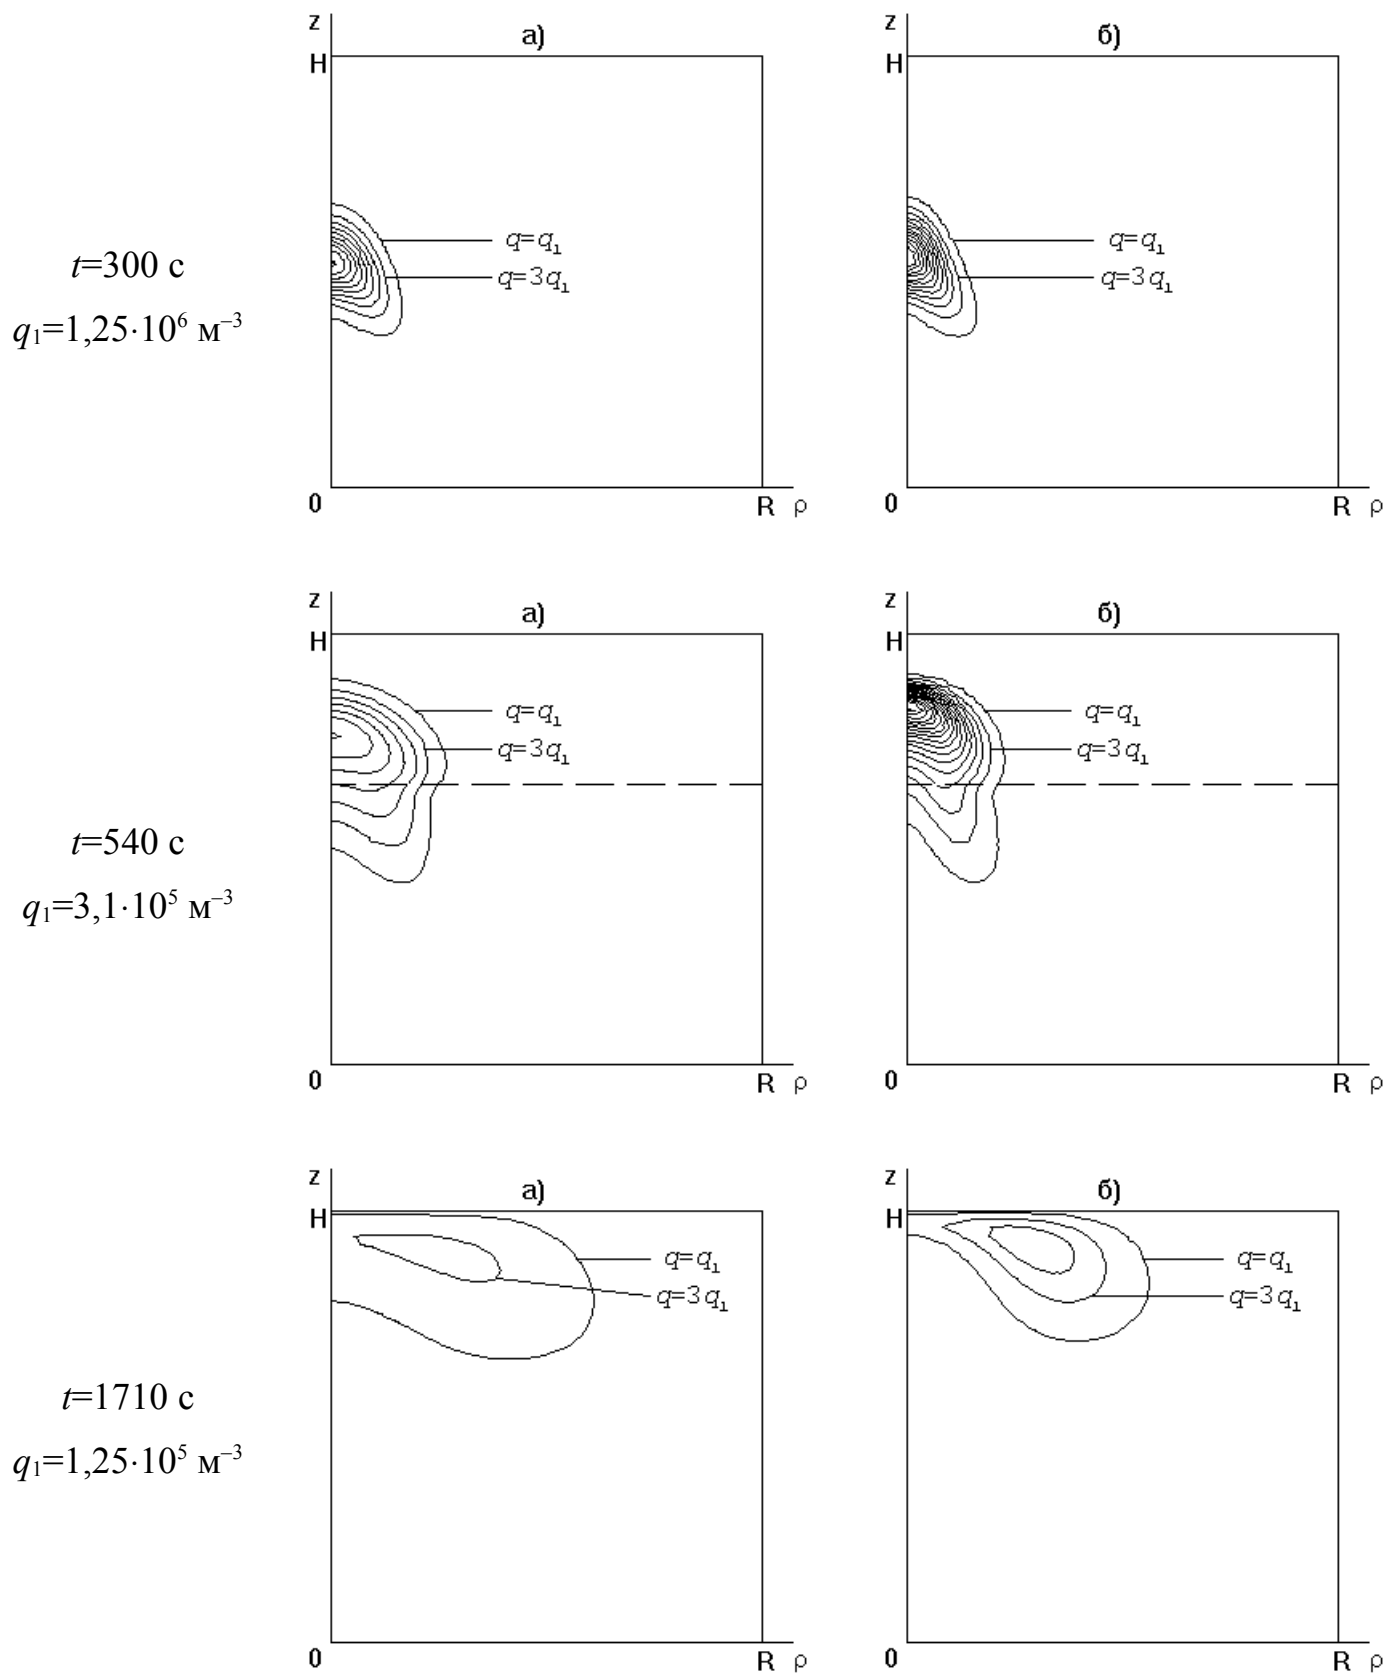 z
а)
z
б)
H
H
q=q₁
q=q₁
t=300 с
q=3q₁
q=3q₁
q₁=1,25·10⁶ м⁻³
0
R ρ
0
R ρ
z
а)
z
б)
H
H
q=q₁
q=q₁
q=3q₁
q=3q₁
t=540 с
q₁=3,1·10⁵ м⁻³
0
R ρ
0
R ρ
z
а)
z
б)
H
H
q=q₁
q=q₁
q=3q₁
q=3q₁
t=1710 с
q₁=1,25·10⁵ м⁻³
0
R ρ
0
R ρ